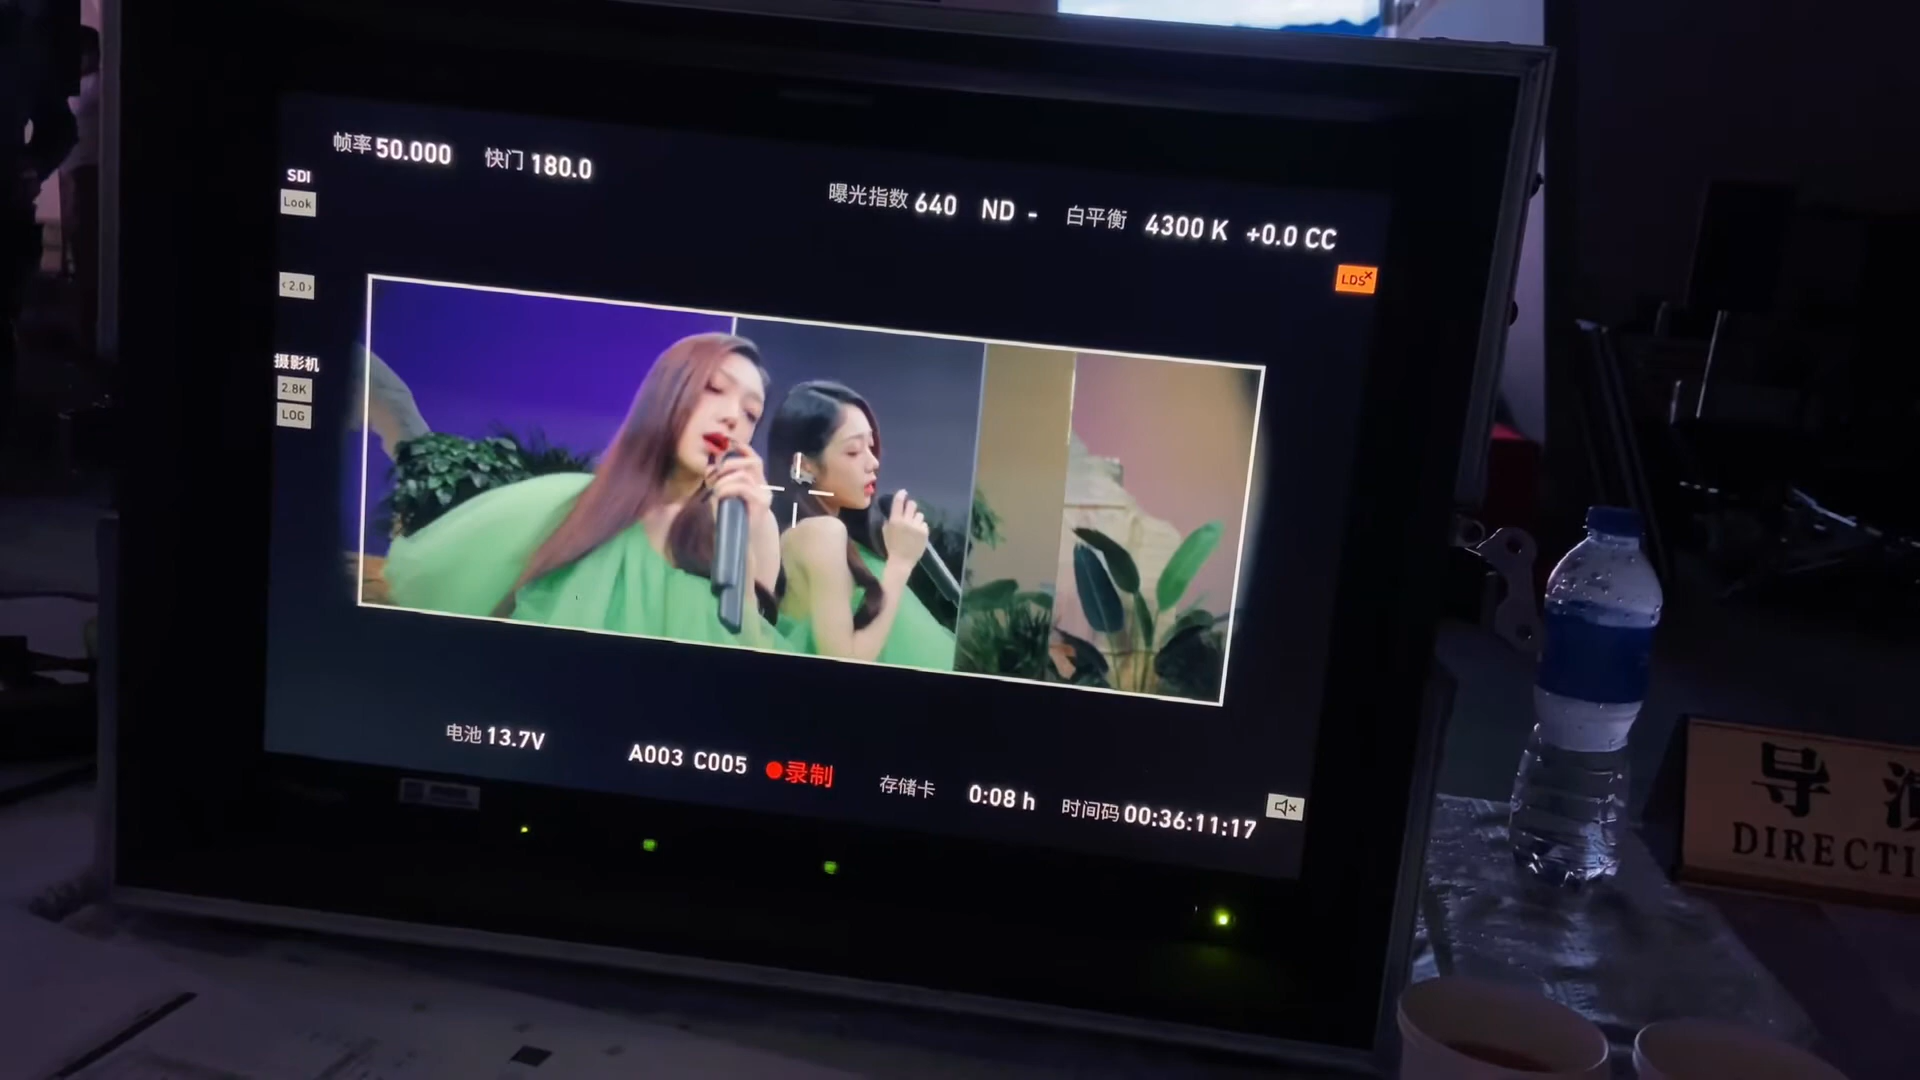 帧率 50.000 快门 180.0
曝光指数 640 ND - 白平衡 4300 K +0.0 CC
SDI
Look
LDS
‹2.0›
摄影机
2.8K
LOG
电池 13.7V
A003 C005 录制
存储卡 0:08 h
时间码 00:36:11:17
导
DIRECT